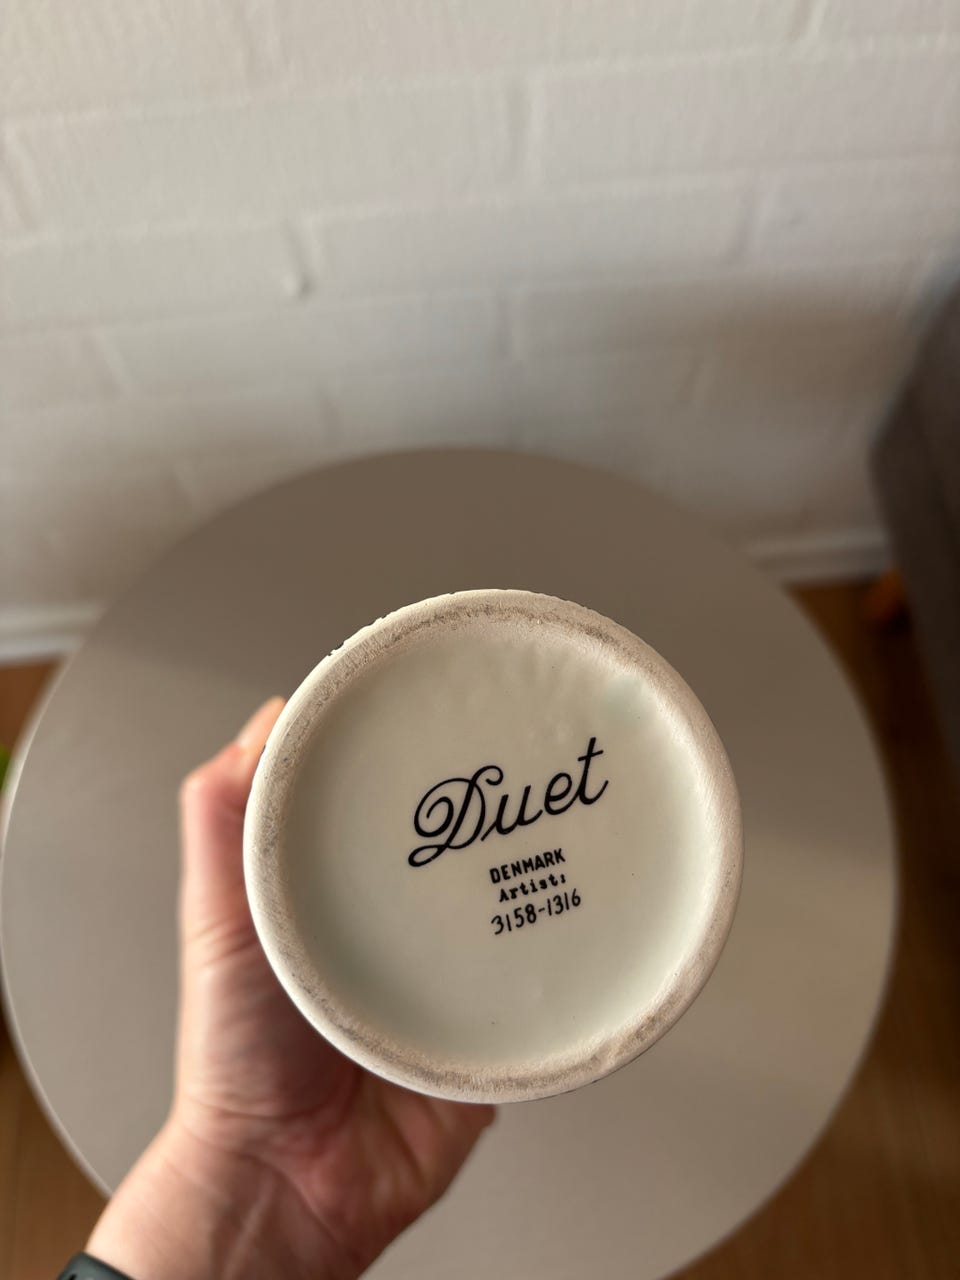 Duet
DENMARK
Artist:
3158-1316